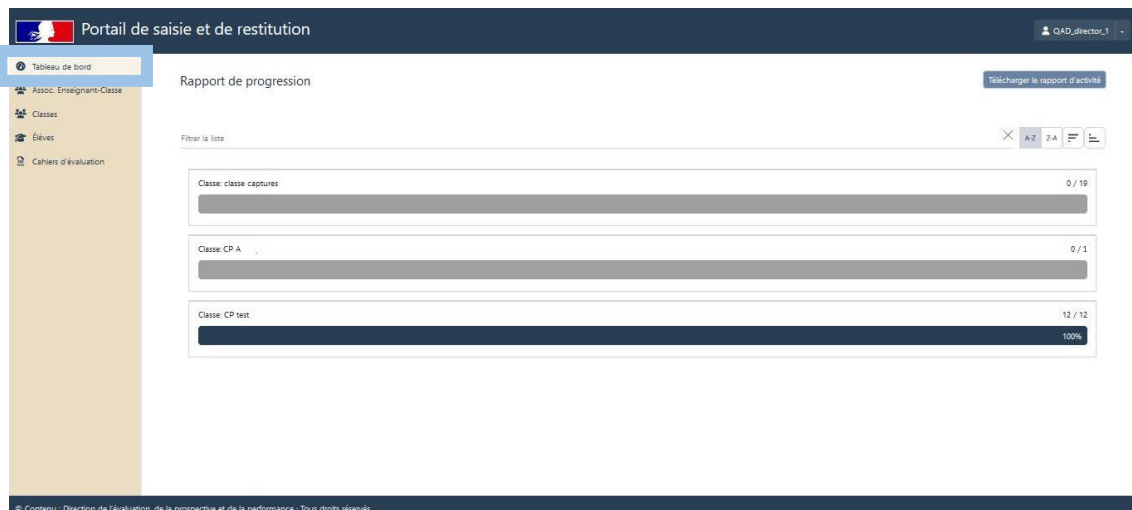 Portail de saisie et de restitution
QAD_director_1
Tableau de bord
Assoc. Enseignant-Classe
Classes
Élèves
Cahiers d'évaluation
Rapport de progression
Télécharger le rapport d'activité
Filtrer la liste
A-Z Z-A
Classe: classe captures 0 / 19
Classe: CP A 0 / 1
Classe: CP test 12 / 12
100%
© Contenu : Direction de l'évaluation, de la prospective et de la performance - Tous droits réservés